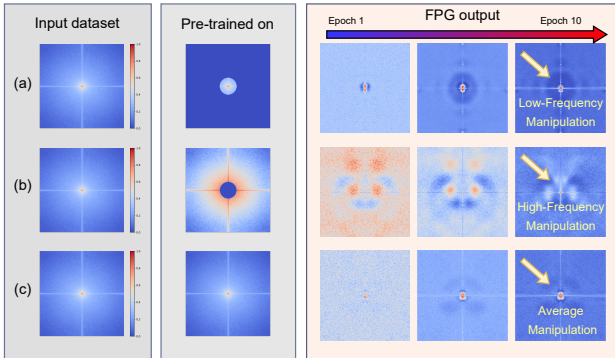 Input dataset
Pre-trained on
FPG output
Epoch 1
Epoch 10
(a)
Low-Frequency
Manipulation
(b)
High-Frequency
Manipulation
(c)
Average
Manipulation